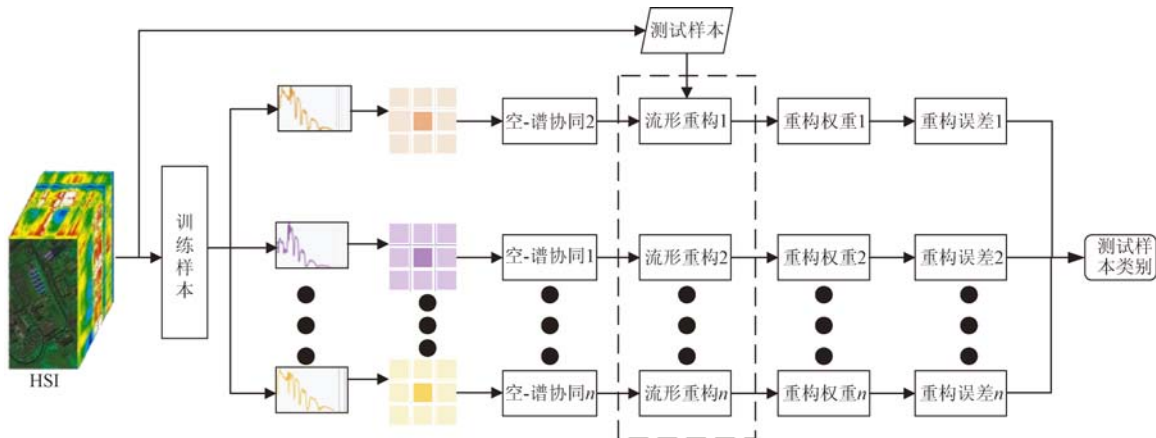 测试样本
空-谱协同2
流形重构1
重构权重1
重构误差1
训练样本
空-谱协同1
流形重构2
重构权重2
重构误差2
测试样
本类别
HSI
空-谱协同n
流形重构n
重构权重n
重构误差n